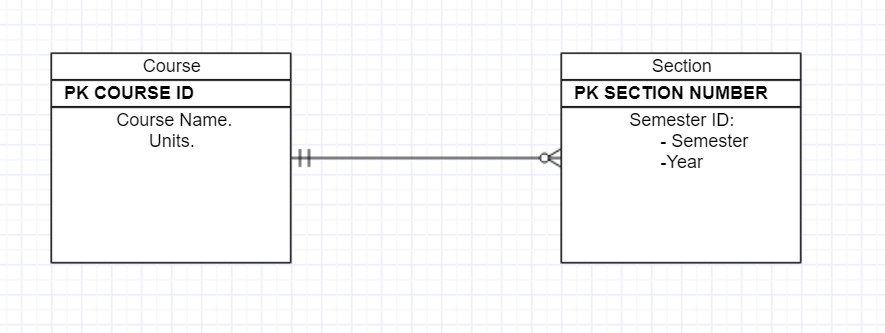 Course
PK COURSE ID
Course Name.
Units.
Section
PK SECTION NUMBER
Semester ID:
- Semester
-Year